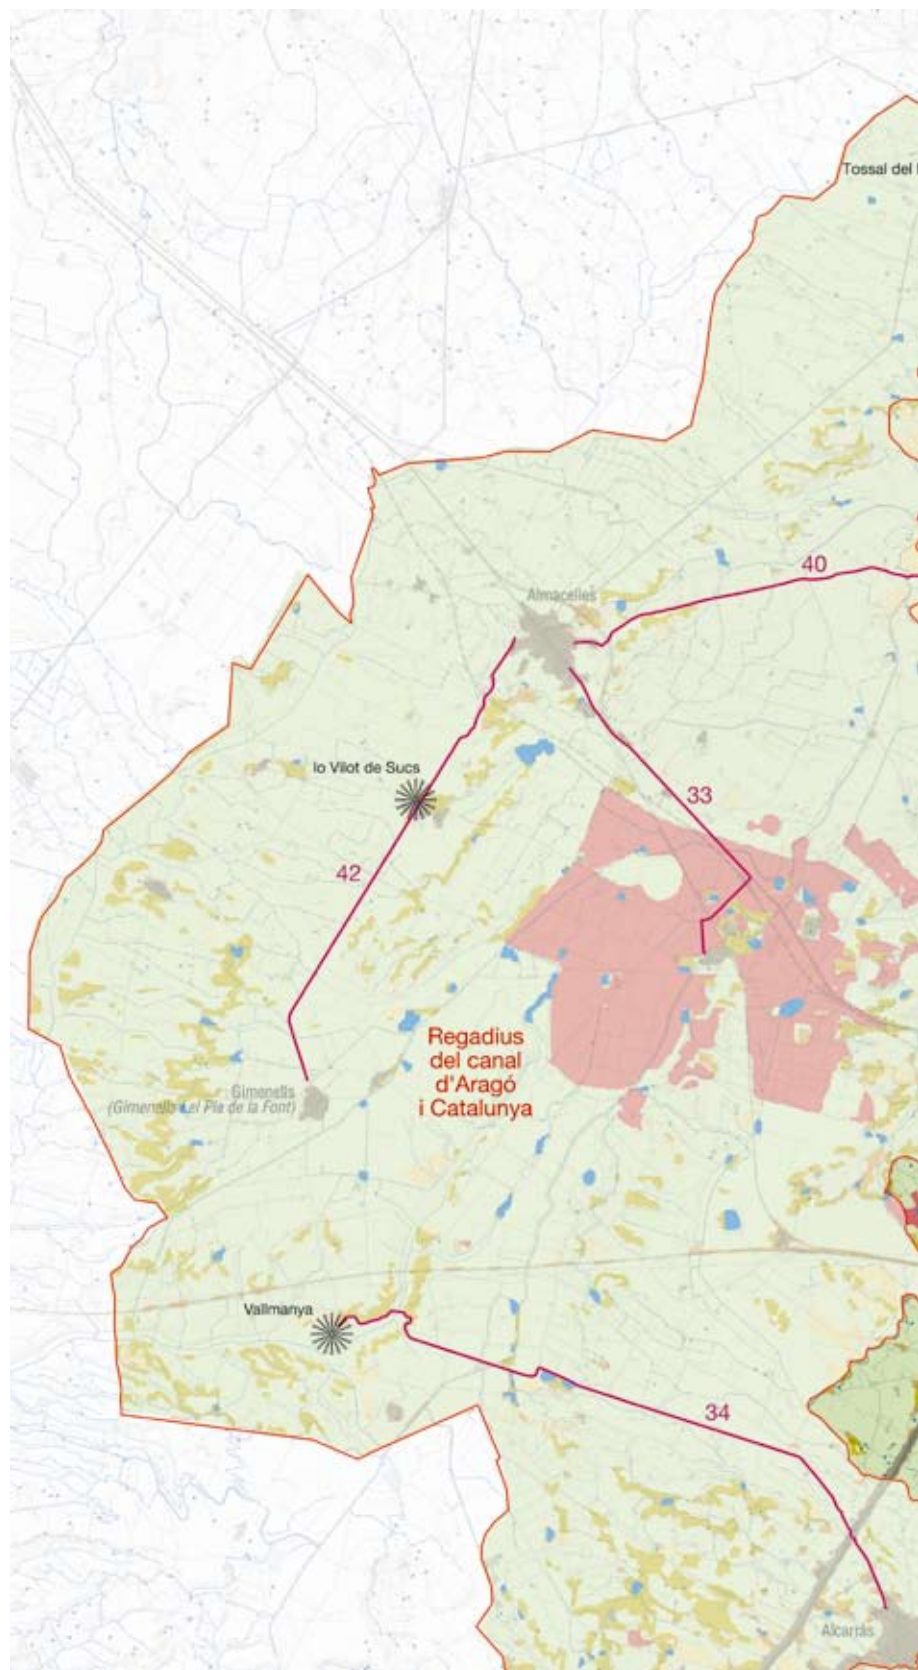 Tossal del
40
Almacelles
lo Vilot de Sucs
33
42
Regadius
del canal
d'Aragó
i Catalunya
Gimenells
(Gimenells i el Pla de la Font)
Vallmanya
34
Alcarràs